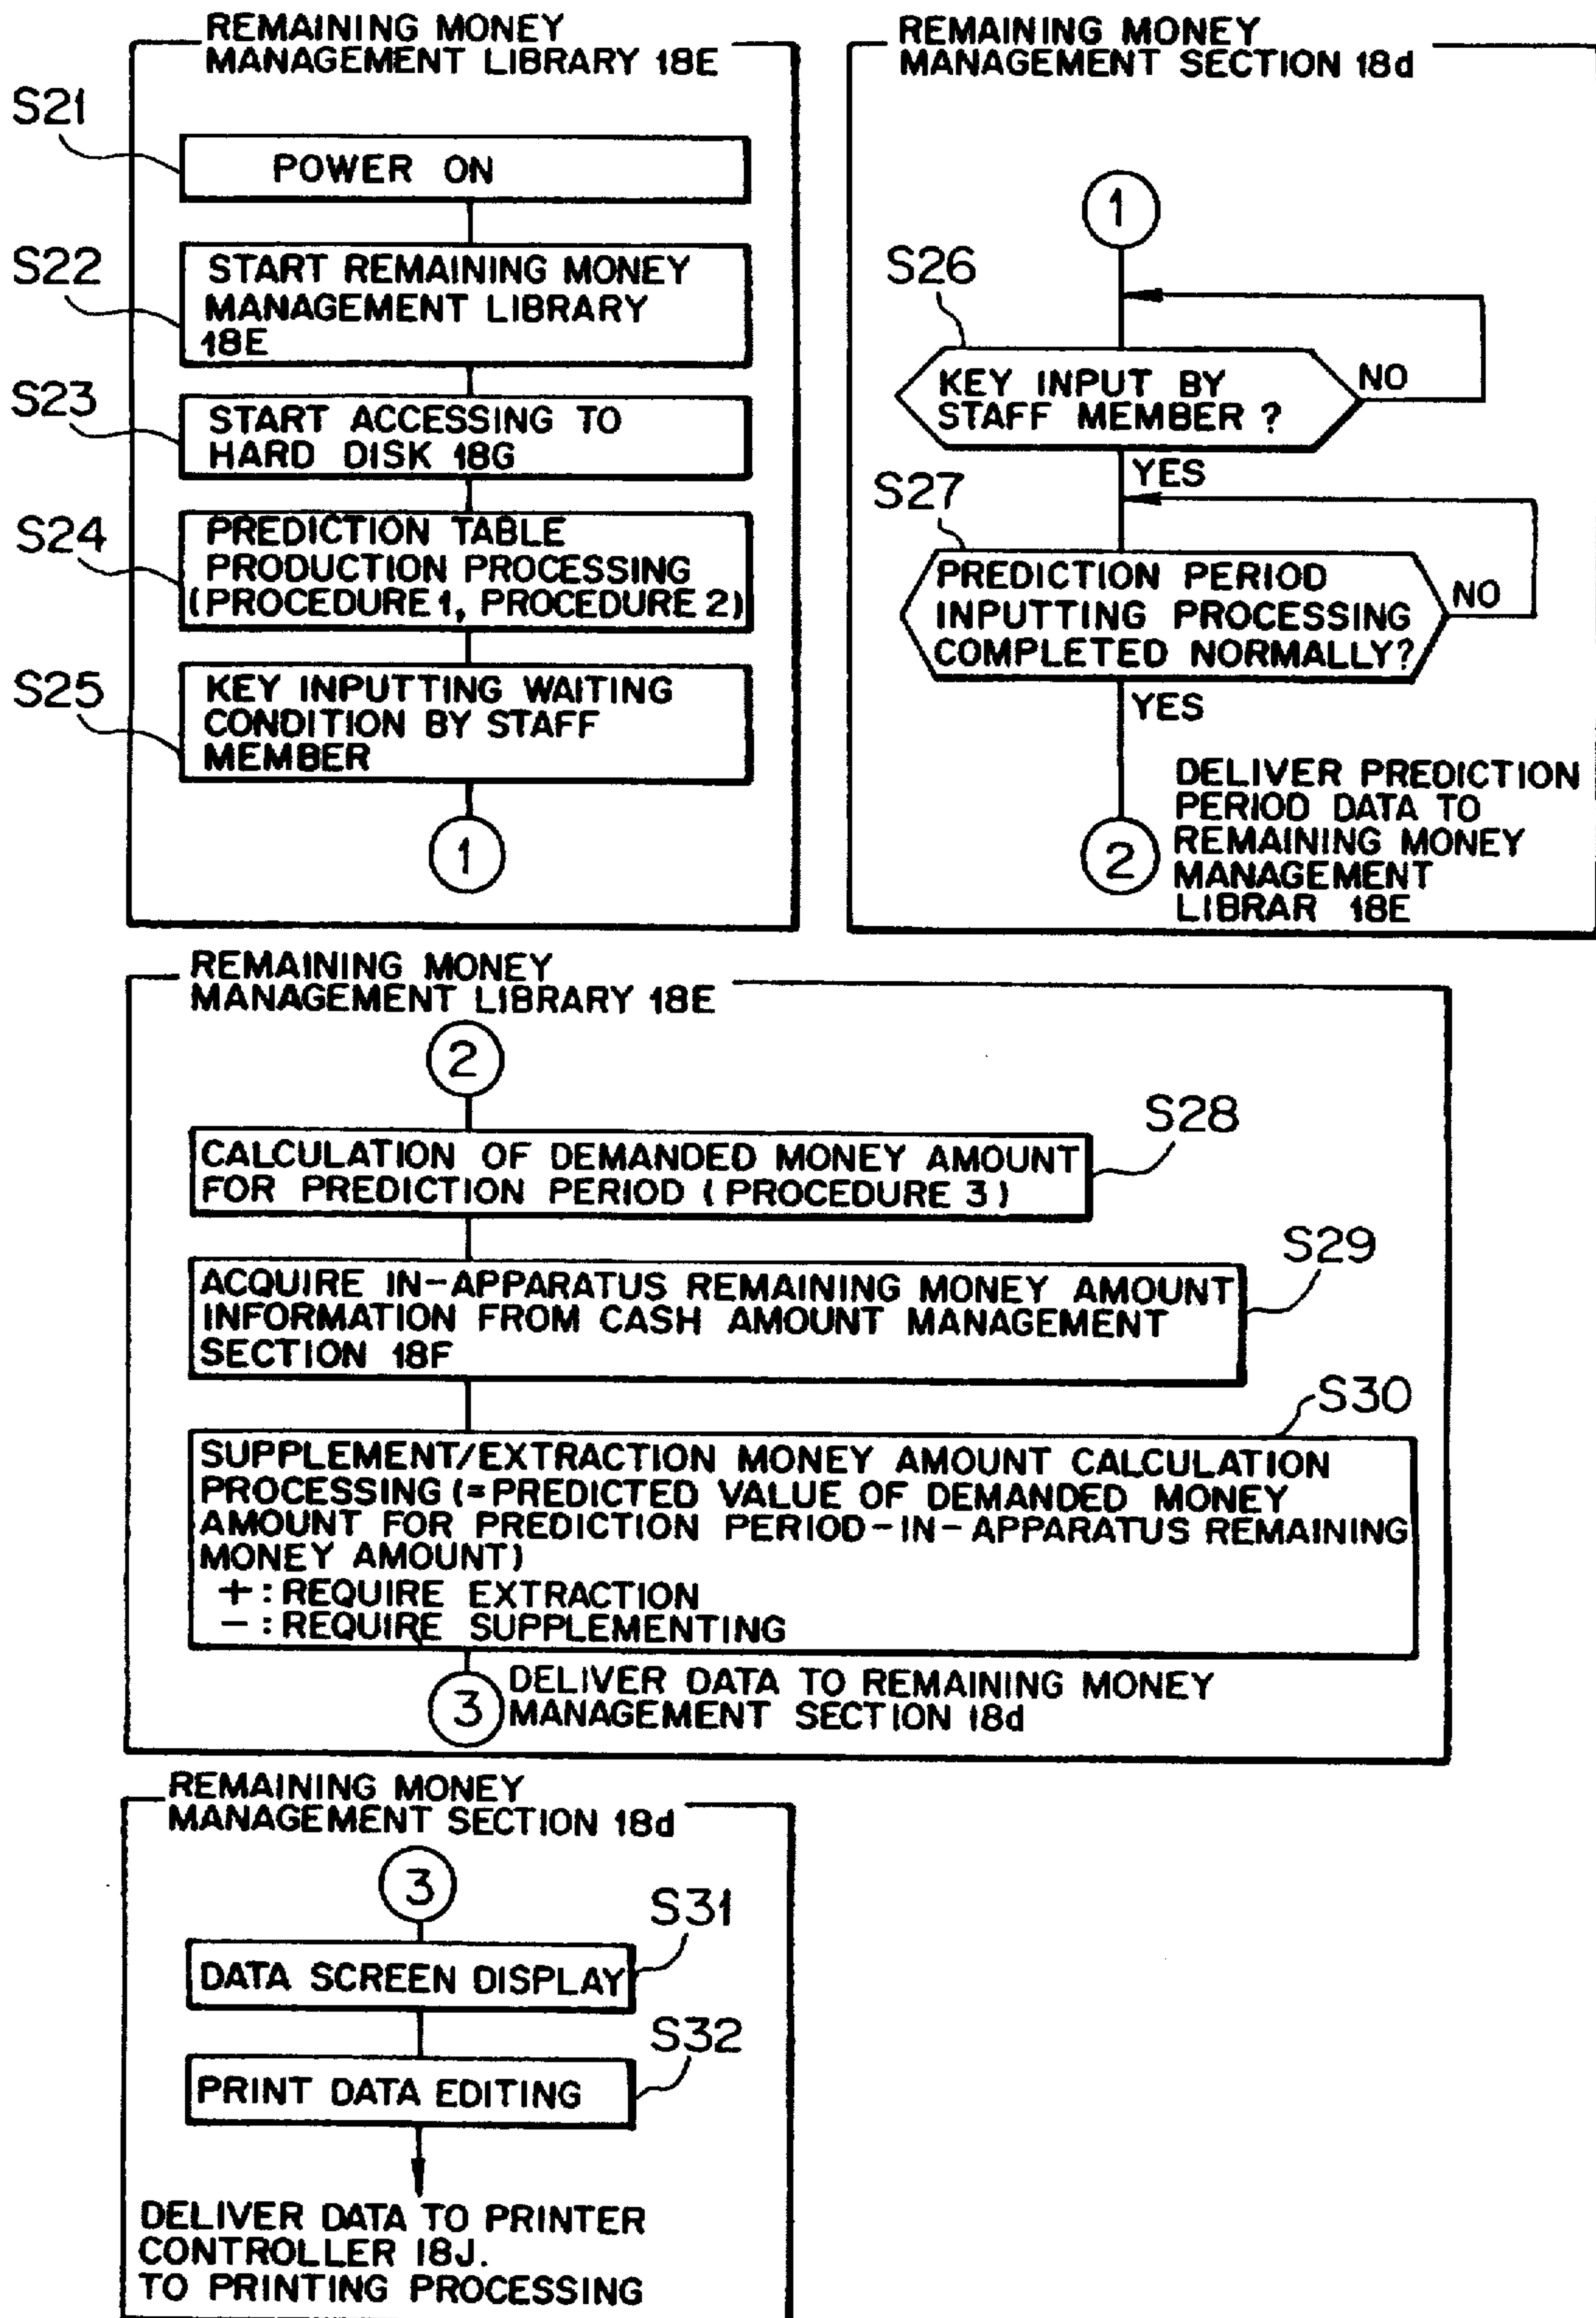 REMAINING MONEY
MANAGEMENT LIBRARY 18E
S21
POWER ON
S22
START REMAINING MONEY
MANAGEMENT LIBRARY
18E
S23
START ACCESSING TO
HARD DISK 18G
S24
PREDICTION TABLE
PRODUCTION PROCESSING
(PROCEDURE 1, PROCEDURE 2)
S25
KEY INPUTTING WAITING
CONDITION BY STAFF
MEMBER
1
REMAINING MONEY
MANAGEMENT SECTION 18d
1
S26
KEY INPUT BY
STAFF MEMBER ?
NO
YES
S27
PREDICTION PERIOD
INPUTTING PROCESSING
COMPLETED NORMALLY?
NO
YES
2
DELIVER PREDICTION
PERIOD DATA TO
REMAINING MONEY
MANAGEMENT
LIBRAR 18E
REMAINING MONEY
MANAGEMENT LIBRARY 18E
2
S28
CALCULATION OF DEMANDED MONEY AMOUNT
FOR PREDICTION PERIOD (PROCEDURE 3)
S29
ACQUIRE IN-APPARATUS REMAINING MONEY AMOUNT
INFORMATION FROM CASH AMOUNT MANAGEMENT
SECTION 18F
S30
SUPPLEMENT/EXTRACTION MONEY AMOUNT CALCULATION
PROCESSING (=PREDICTED VALUE OF DEMANDED MONEY
AMOUNT FOR PREDICTION PERIOD-IN-APPARATUS REMAINING
MONEY AMOUNT)
+ : REQUIRE EXTRACTION
- : REQUIRE SUPPLEMENTING
3
DELIVER DATA TO REMAINING MONEY
MANAGEMENT SECTION 18d
REMAINING MONEY
MANAGEMENT SECTION 18d
3
S31
DATA SCREEN DISPLAY
S32
PRINT DATA EDITING
DELIVER DATA TO PRINTER
CONTROLLER 18J.
TO PRINTING PROCESSING